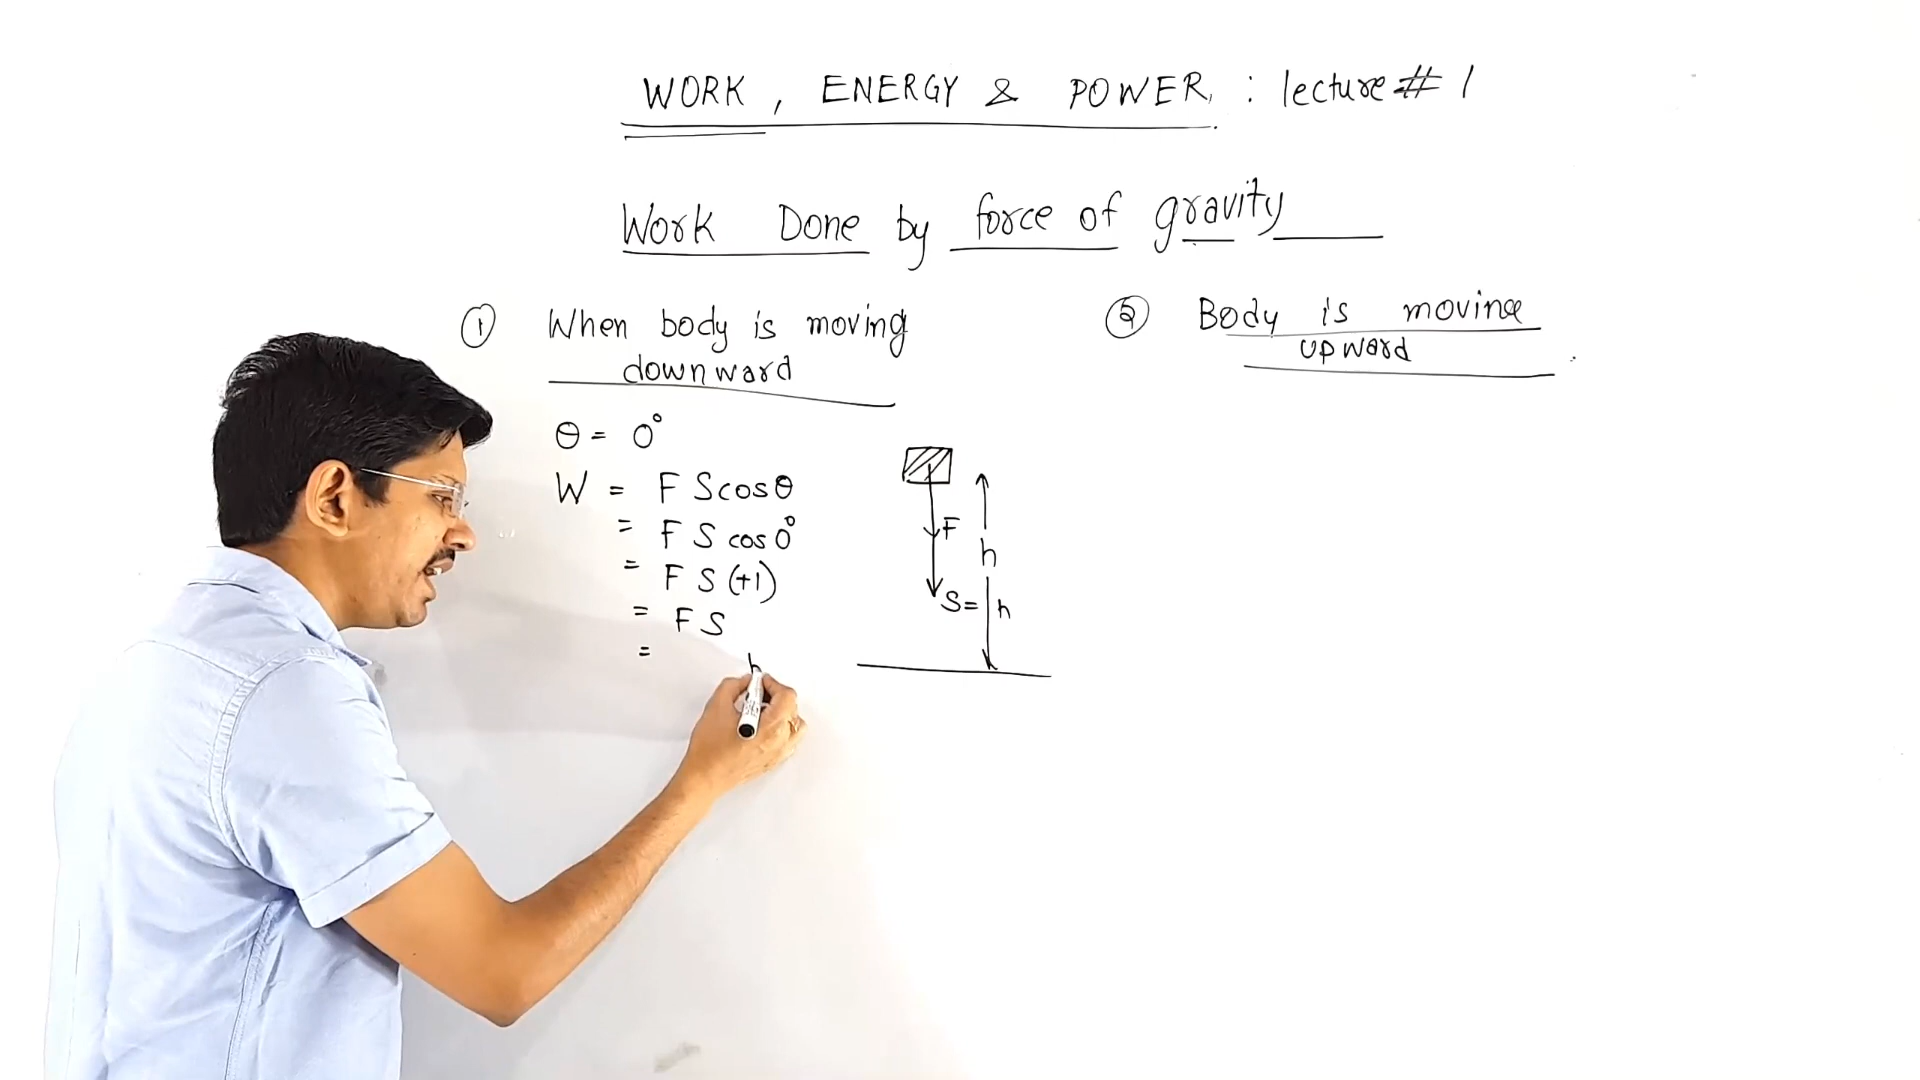 WORK, ENERGY & POWER : lecture # 1
Work Done by force of gravity
① When body is moving
downward
θ = 0°
W = F S cosθ
= F S cos 0°
= F S (+1)
= F S
= h
F
h
S = h
② Body is moving
upward